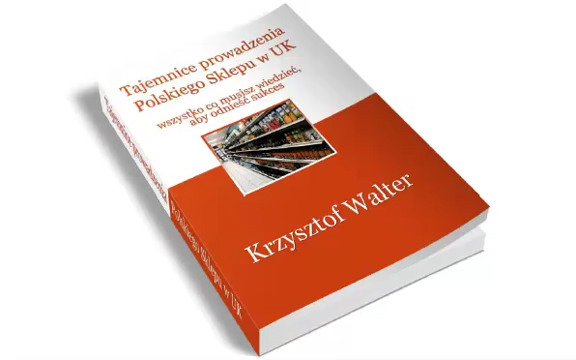 Tajemnice prowadzenia
Polskiego Sklepu w UK
wszystko co musisz wiedzieć,
aby odnieść sukces
Krzysztof Walter
Tajemnice prowadzenia
Polskiego Sklepu w UK